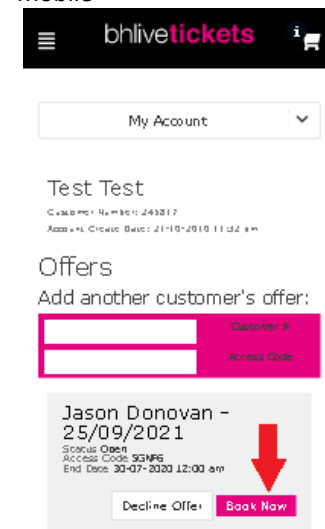 Mobile
bhlivetickets
i
My Account
Test Test
Customer Number: 245817
Account Create Date: 21-10-2010 11:32 am
Offers
Add another customer's offer:
Customer #
Access Code
Jason Donovan -
25/09/2021
Status Open
Access Code SGNF6
End Date 30-07-2020 12:00 am
Decline Offer
Book Now